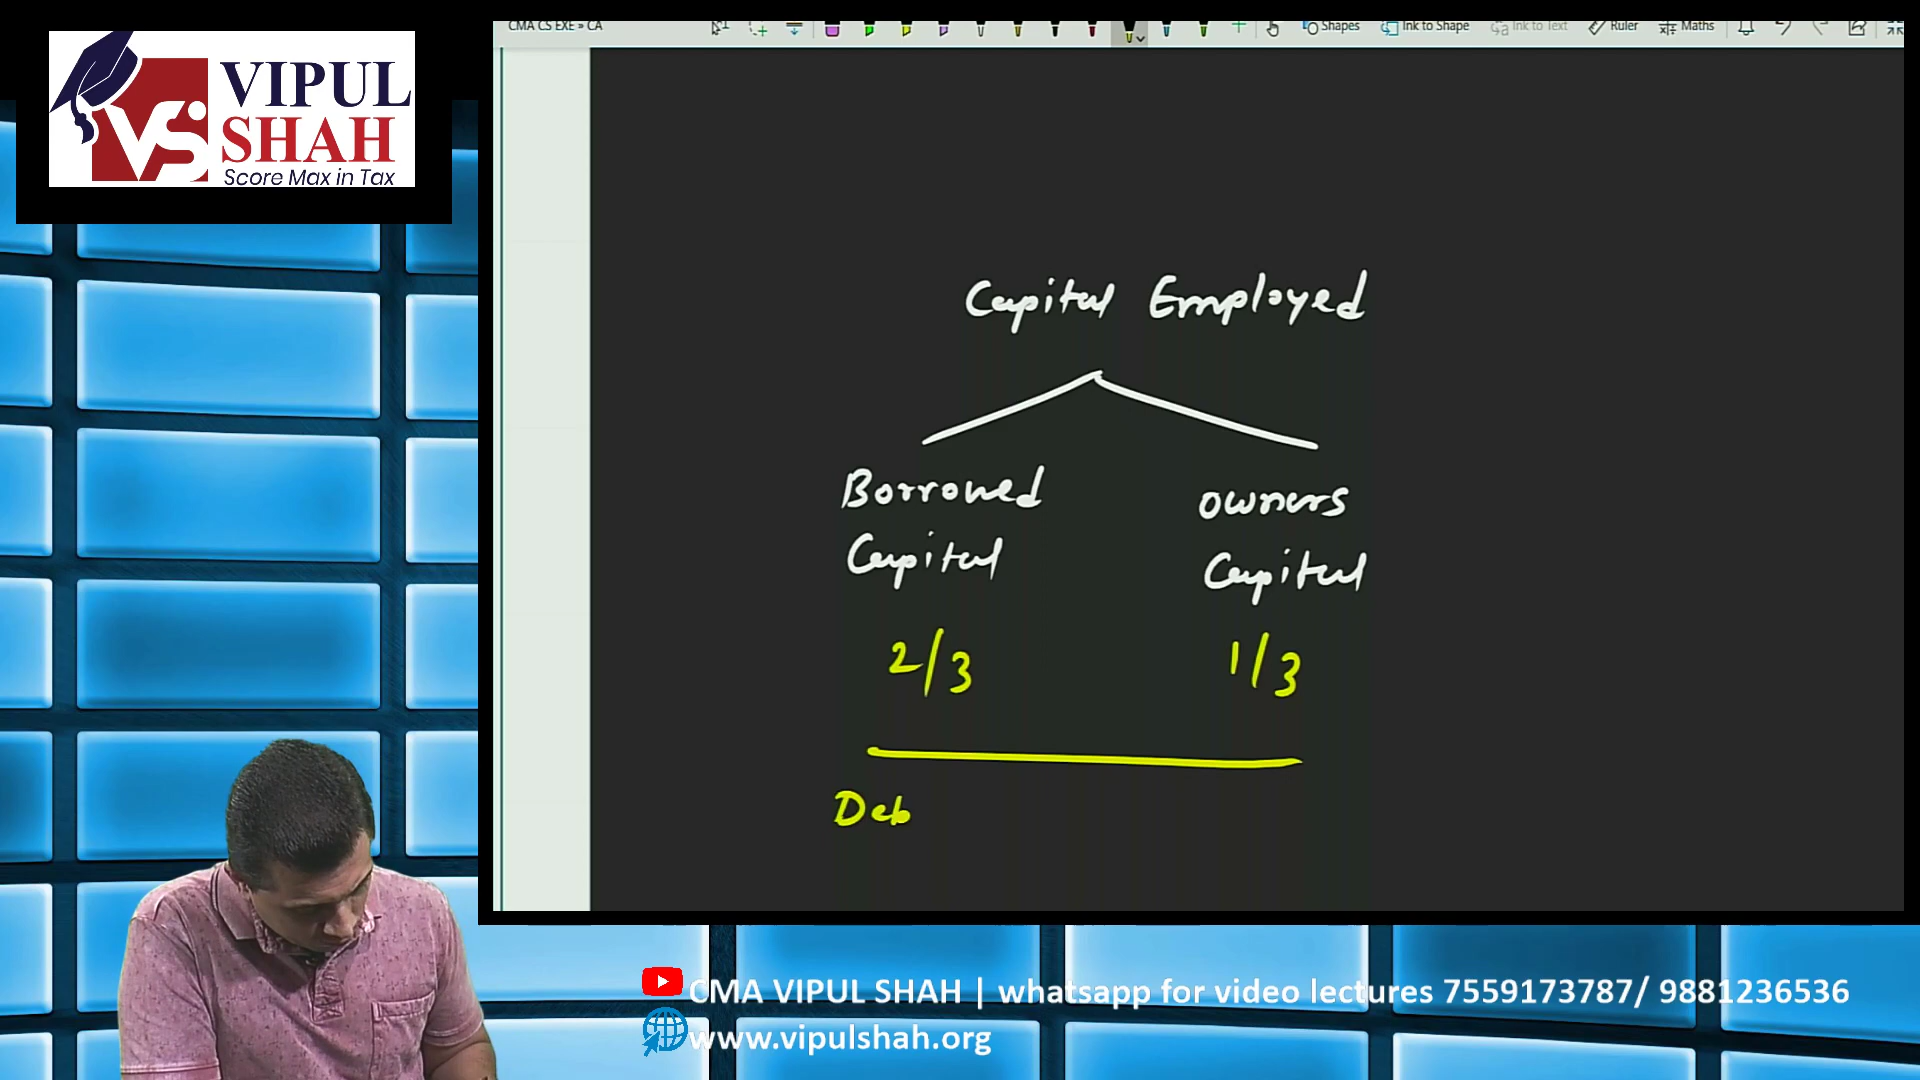 CMA CS EXE » CA
Shapes
Ink to Shape
Ink to Text
Ruler
Maths
VIPUL
SHAH
VS
Score Max in Tax
Capital Employed
Borrowed
Capital
owners
Capital
2/3
1/3
Deb
CMA VIPUL SHAH | whatsapp for video lectures 7559173787/ 9881236536
www.vipulshah.org